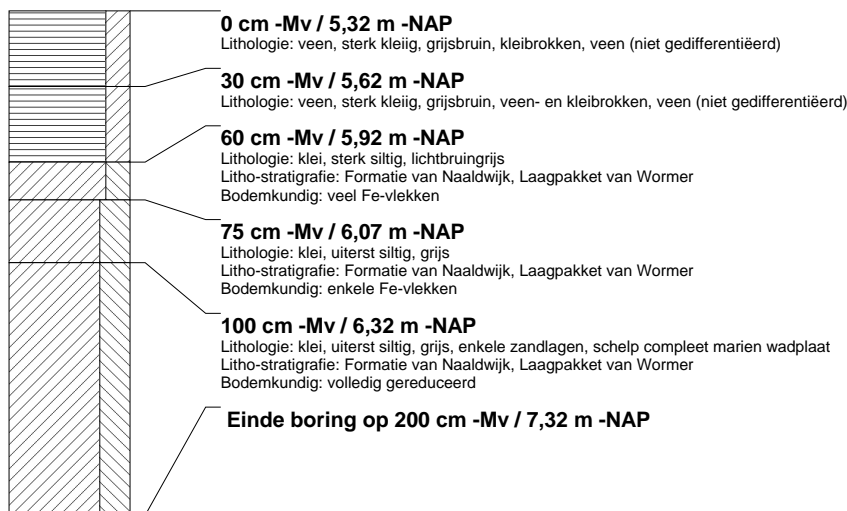 0 cm -Mv / 5,32 m -NAP
Lithologie: veen, sterk kleiig, grijsbruin, kleibrokken, veen (niet gedifferentiëerd)
30 cm -Mv / 5,62 m -NAP
Lithologie: veen, sterk kleiig, grijsbruin, veen- en kleibrokken, veen (niet gedifferentiëerd)
60 cm -Mv / 5,92 m -NAP
Lithologie: klei, sterk siltig, lichtbruingrijs
Litho-stratigrafie: Formatie van Naaldwijk, Laagpakket van Wormer
Bodemkundig: veel Fe-vlekken
75 cm -Mv / 6,07 m -NAP
Lithologie: klei, uiterst siltig, grijs
Litho-stratigrafie: Formatie van Naaldwijk, Laagpakket van Wormer
Bodemkundig: enkele Fe-vlekken
100 cm -Mv / 6,32 m -NAP
Lithologie: klei, uiterst siltig, grijs, enkele zandlagen, schelp compleet marien wadplaat
Litho-stratigrafie: Formatie van Naaldwijk, Laagpakket van Wormer
Bodemkundig: volledig gereduceerd
Einde boring op 200 cm -Mv / 7,32 m -NAP